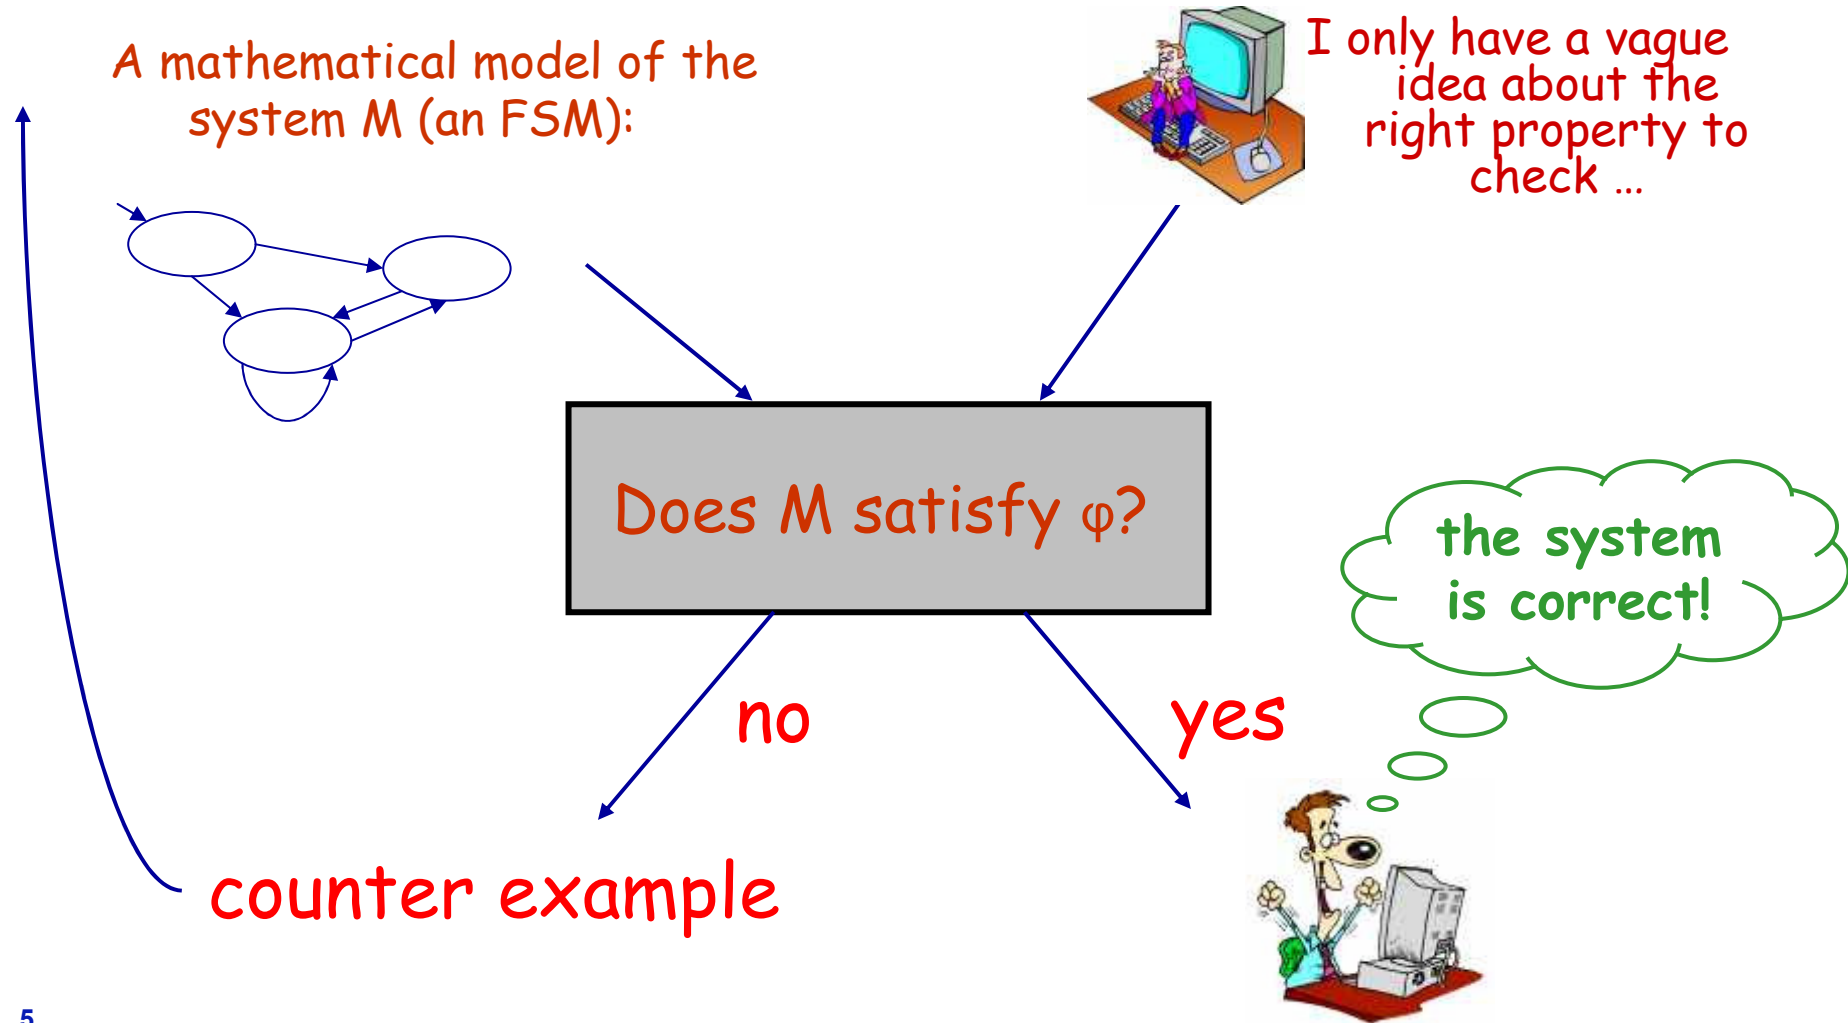 A mathematical model of the
system M (an FSM):
I only have a vague
idea about the
right property to
check ...
Does M satisfy φ?
the system
is correct!
no
yes
counter example
5